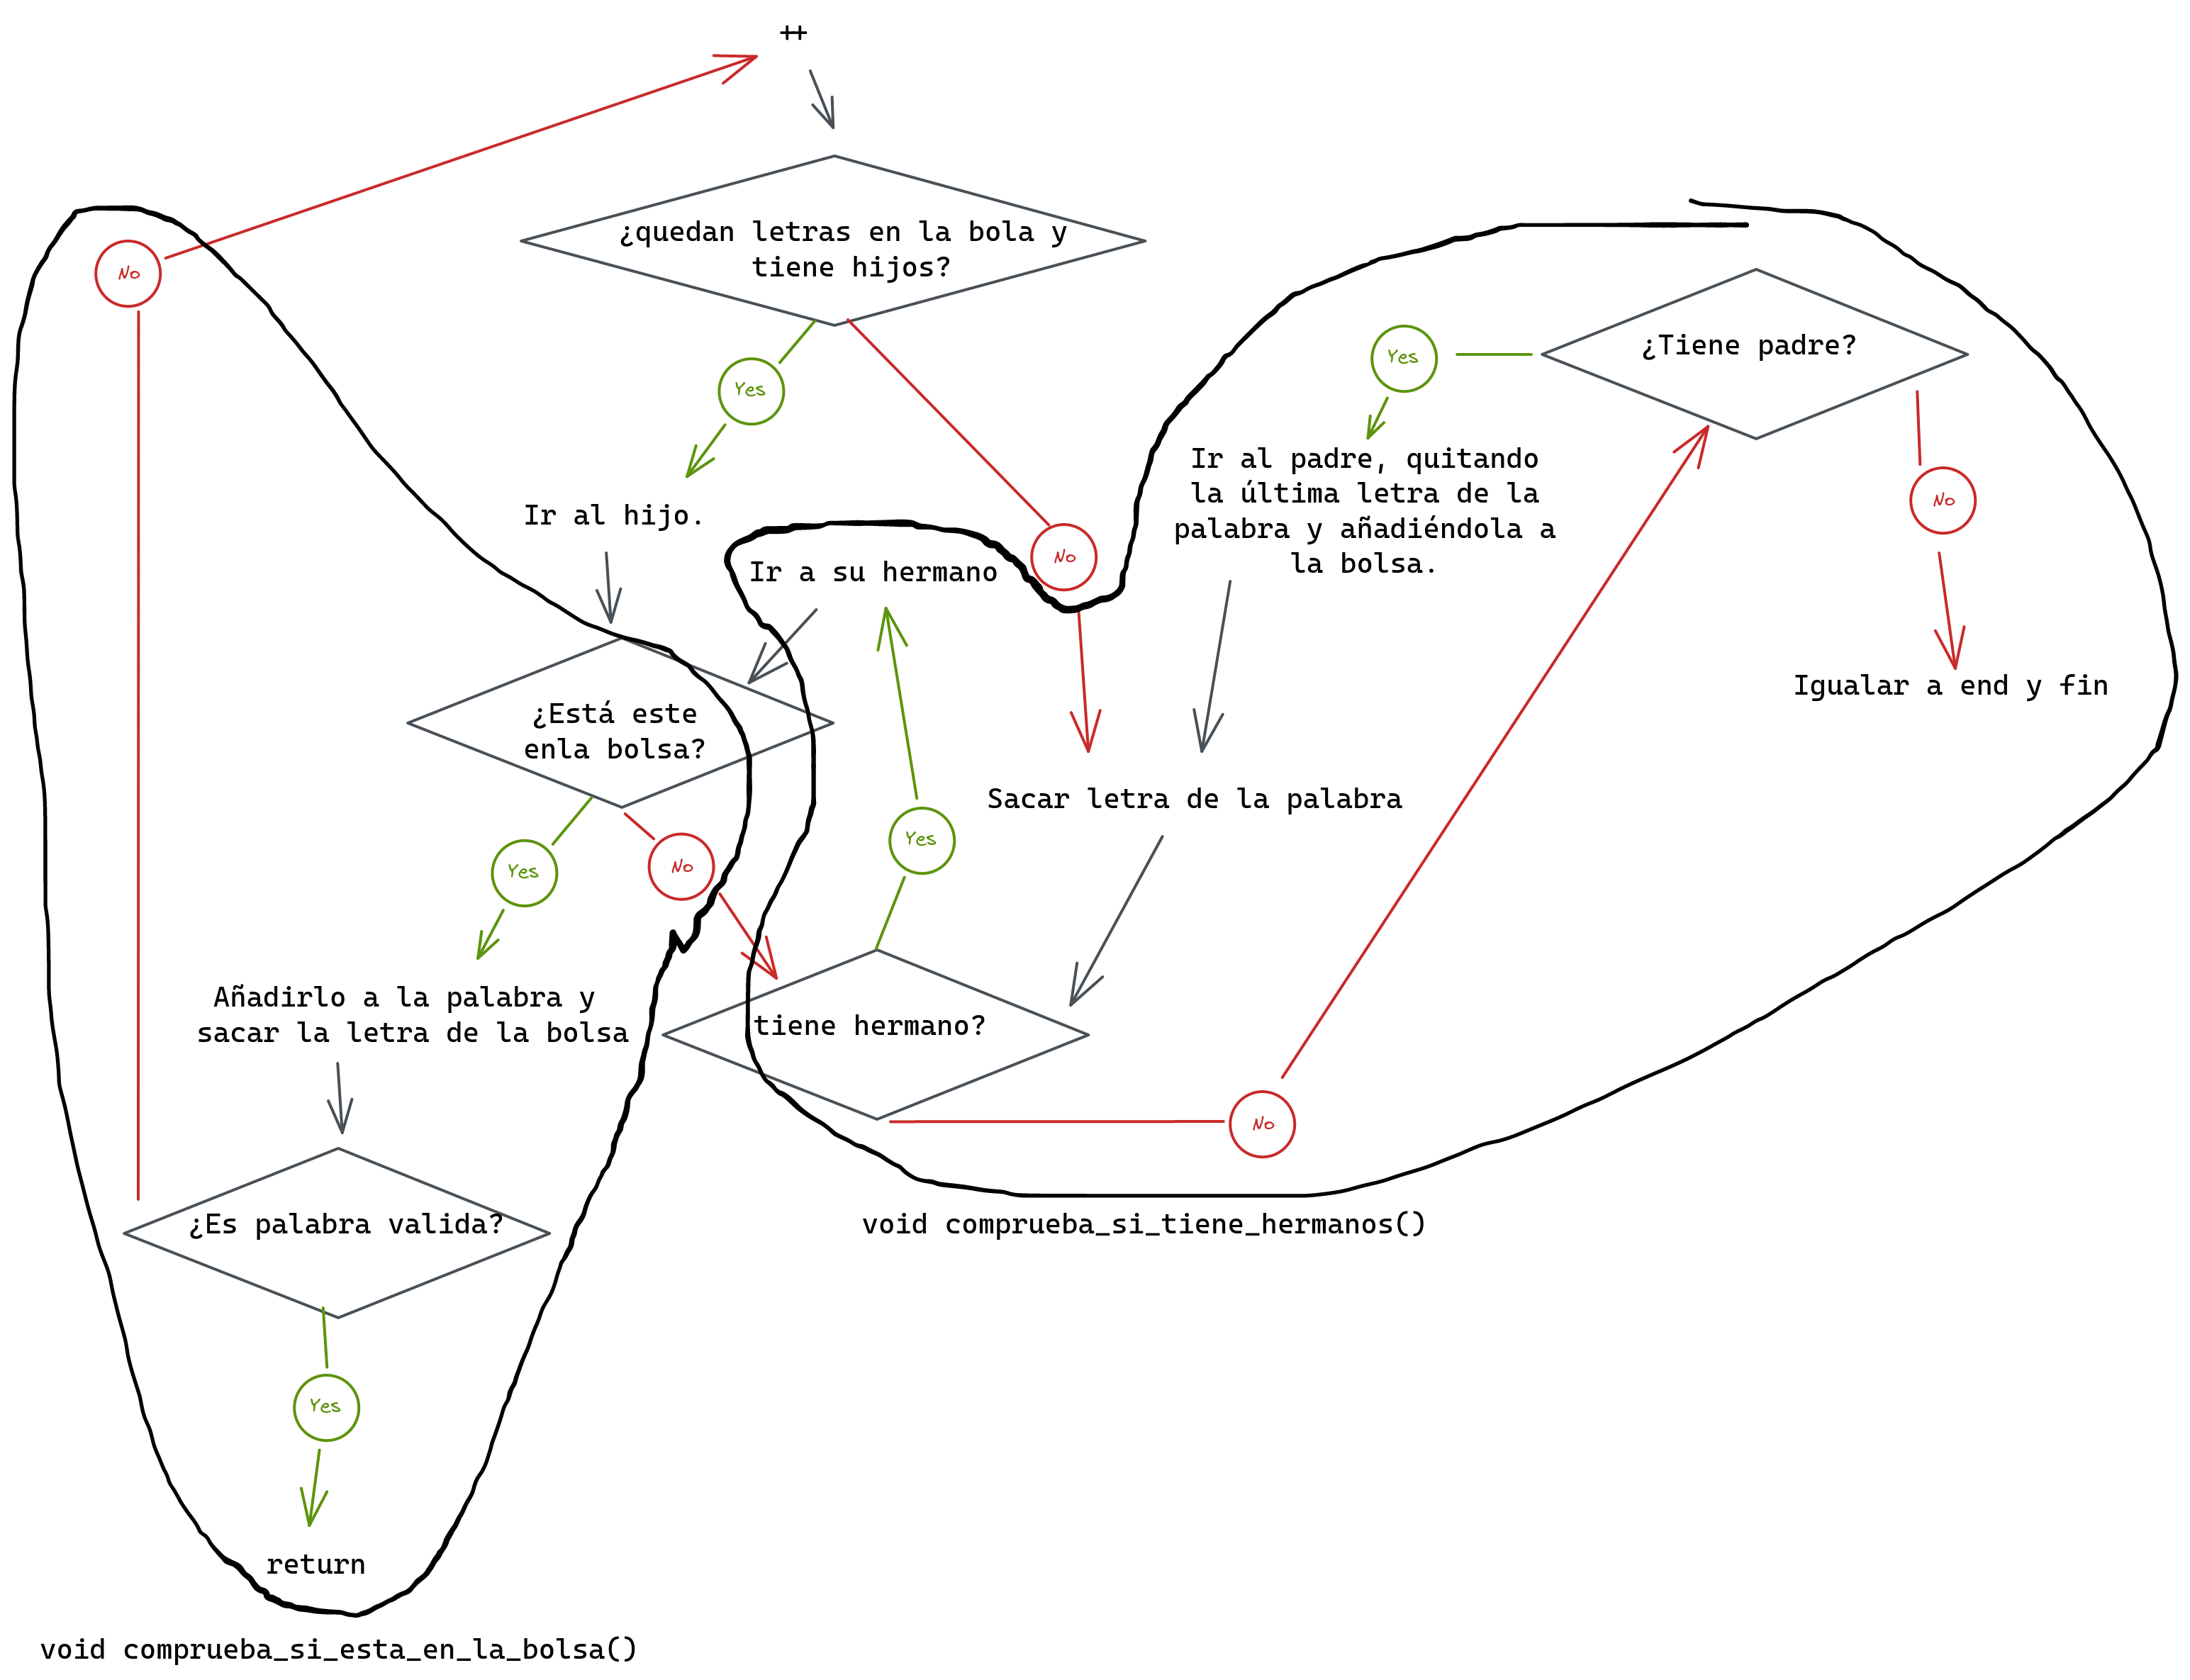 ++
¿quedan letras en la bola y
tiene hijos?
No
Yes
Ir al hijo.
No
Ir a su hermano
¿Está este
enla bolsa?
Yes
No
Añadirlo a la palabra y
sacar la letra de la bolsa
¿Es palabra valida?
Yes
return
void comprueba_si_esta_en_la_bolsa()
¿Tiene padre?
Yes
No
Ir al padre, quitando
la última letra de la
palabra y añadiéndola a
la bolsa.
Igualar a end y fin
Sacar letra de la palabra
Yes
tiene hermano?
No
void comprueba_si_tiene_hermanos()